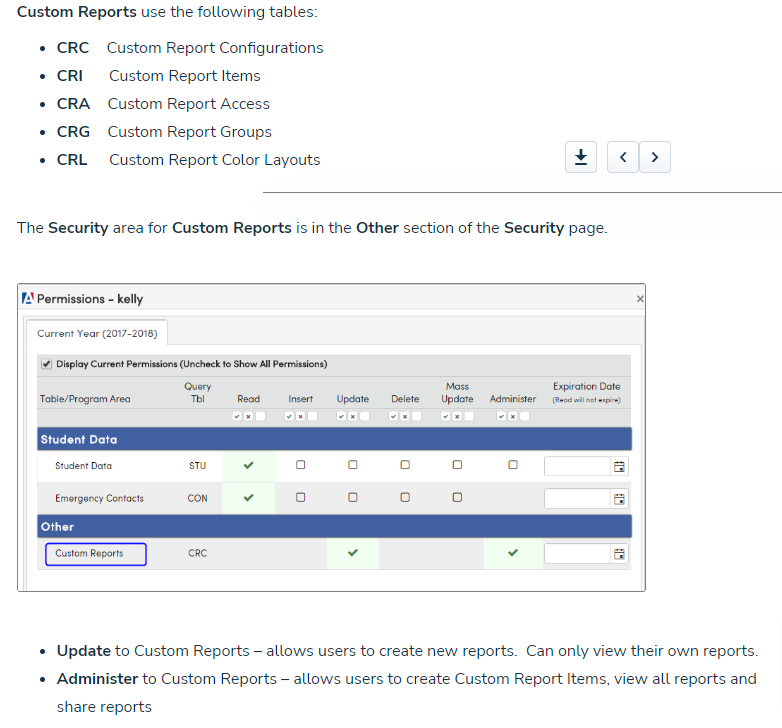 Custom Reports use the following tables:
CRC Custom Report Configurations
CRI Custom Report Items
CRA Custom Report Access
CRG Custom Report Groups
CRL Custom Report Color Layouts
The Security area for Custom Reports is in the Other section of the Security page.
Permissions - kelly
Current Year (2017-2018)
Display Current Permissions (Uncheck to Show All Permissions)
Table/Program Area Query Tbl Read Insert Update Delete Mass Update Administer Expiration Date (Read will not expire)
Student Data
Student Data STU
Emergency Contacts CON
Other
Custom Reports CRC
Update to Custom Reports – allows users to create new reports. Can only view their own reports.
Administer to Custom Reports – allows users to create Custom Report Items, view all reports and
share reports